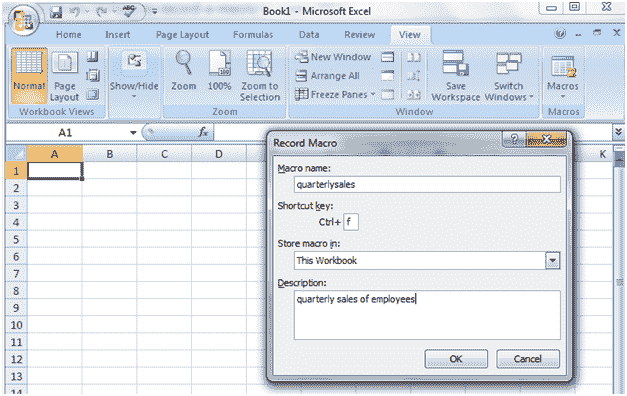 Book1 - Microsoft Excel
Home Insert Page Layout Formulas Data Review View
Normal Page Layout Show/Hide Zoom 100% Zoom to Selection New Window Arrange All Freeze Panes Save Workspace Switch Windows Macros
Workbook Views Zoom Window Macros
A1 fx
A B C D K
Record Macro
1
Macro name:
2
quarterlysales
3
Shortcut key:
4
Ctrl+ f
5
Store macro in:
6
This Workbook
7
Description:
8
quarterly sales of employees
9
10
11
12
OK Cancel
13
14